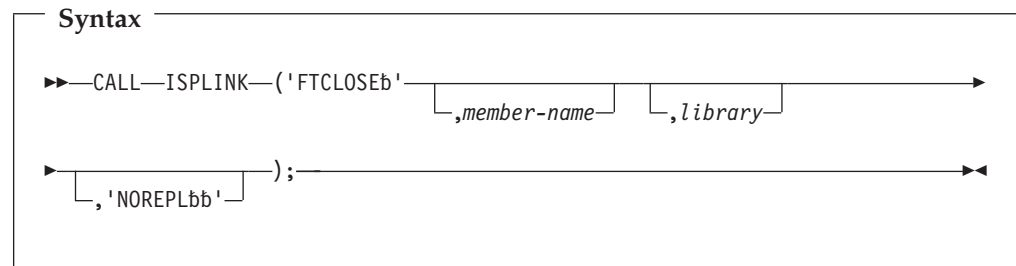 Syntax
►►—CALL—ISPLINK—('FTCLOSEƀ'
,member-name ,library
►
► );
►◄
,'NOREPLƀƀ'